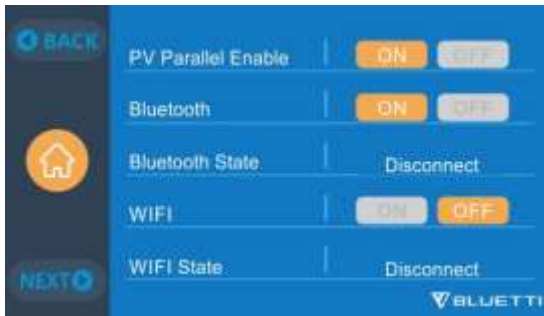 BACK
PV Parallel Enable ON OFF
Bluetooth ON OFF
Bluetooth State Disconnect
WIFI ON OFF
WIFI State Disconnect
NEXT
BLUETTI